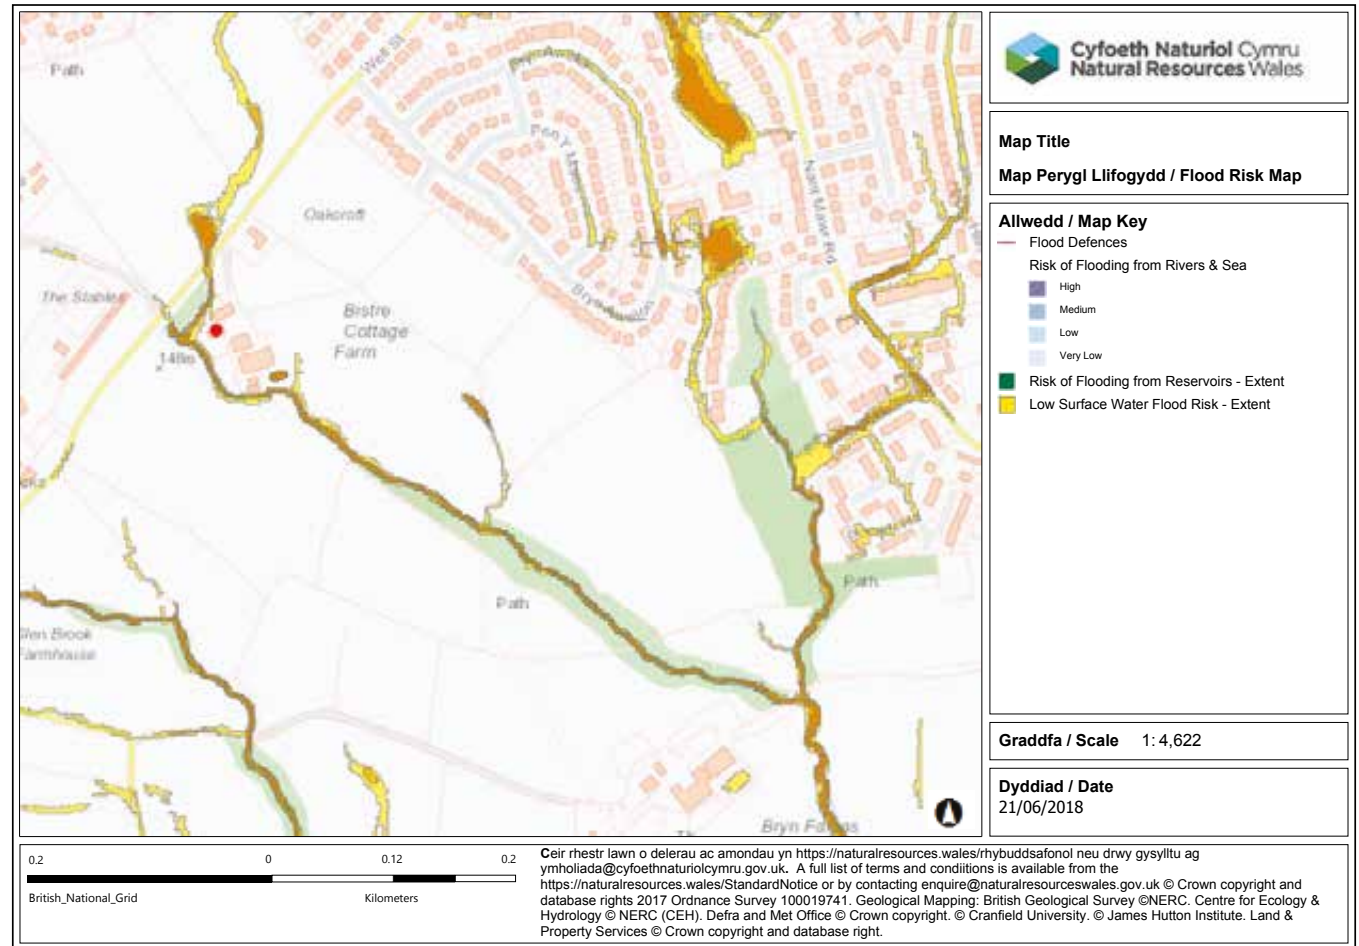 Path
Well St
Pen Y Maes
Nant Mawr Rd
Oakcroft
The Stables
Bistre
Cottage
Farm
148m
Path
Path
Glen Brook
Farmhouse
Bryn Farms
Cyfoeth Naturiol Cymru
Natural Resources Wales
Map Title
Map Perygl Llifogydd / Flood Risk Map
Allwedd / Map Key
Flood Defences
Risk of Flooding from Rivers & Sea
High
Medium
Low
Very Low
Risk of Flooding from Reservoirs - Extent
Low Surface Water Flood Risk - Extent
Graddfa / Scale 1: 4,622
Dyddiad / Date
21/06/2018
0.2 0 0.12 0.2
British_National_Grid Kilometers
Ceir rhestr lawn o delerau ac amondau yn https://naturalresources.wales/rhybuddsafonol neu drwy gysylltu ag
ymholiada@cyfoethnaturiolcymru.gov.uk. A full list of terms and condiitions is available from the
https://naturalresources.wales/StandardNotice or by contacting enquire@naturalresourceswales.gov.uk © Crown copyright and
database rights 2017 Ordnance Survey 100019741. Geological Mapping: British Geological Survey ©NERC. Centre for Ecology &
Hydrology © NERC (CEH). Defra and Met Office © Crown copyright. © Cranfield University. © James Hutton Institute. Land &
Property Services © Crown copyright and database right.